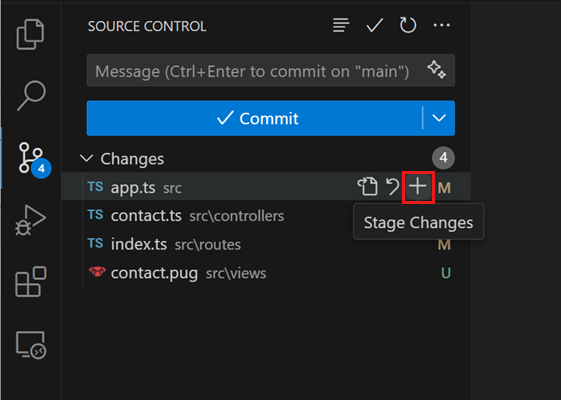 SOURCE CONTROL
Message (Ctrl+Enter to commit on "main")
Commit
Changes 4
4
TS app.ts src M
TS contact.ts src\controllers
Stage Changes
TS index.ts src\routes M
contact.pug src\views U